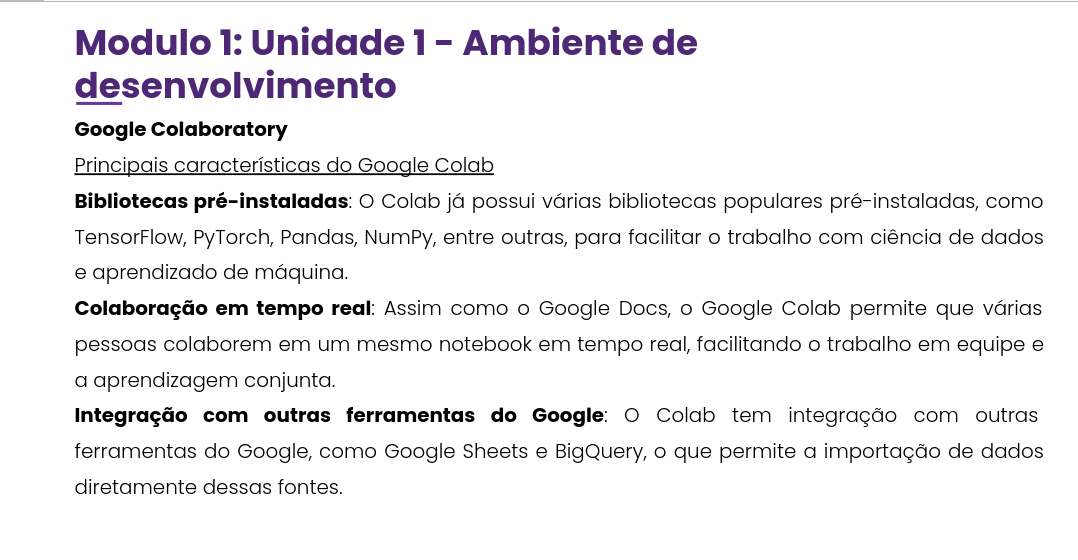 Modulo 1: Unidade 1 - Ambiente de
desenvolvimento
Google Colaboratory
Principais características do Google Colab
Bibliotecas pré-instaladas: O Colab já possui várias bibliotecas populares pré-instaladas, como
TensorFlow, PyTorch, Pandas, NumPy, entre outras, para facilitar o trabalho com ciência de dados
e aprendizado de máquina.
Colaboração em tempo real: Assim como o Google Docs, o Google Colab permite que várias
pessoas colaborem em um mesmo notebook em tempo real, facilitando o trabalho em equipe e
a aprendizagem conjunta.
Integração com outras ferramentas do Google: O Colab tem integração com outras
ferramentas do Google, como Google Sheets e BigQuery, o que permite a importação de dados
diretamente dessas fontes.